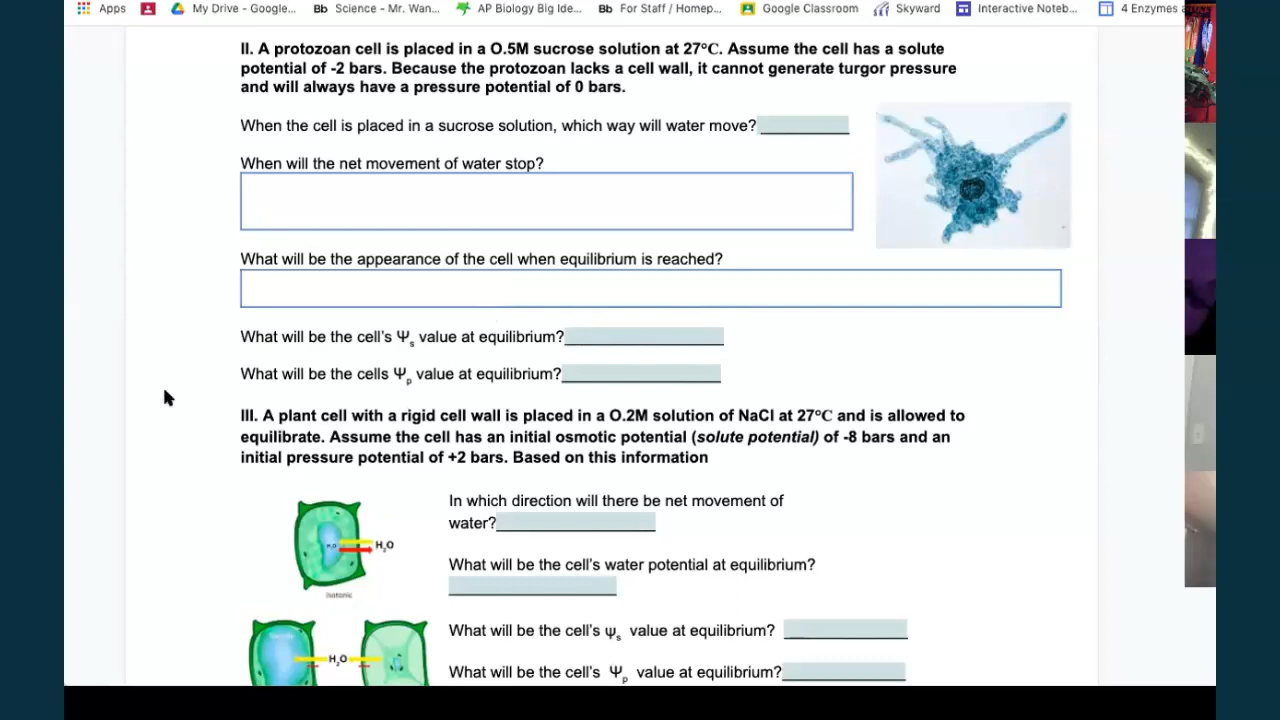 Apps My Drive - Google... Bb Science - Mr. Wan... AP Biology Big Ide... Bb For Staff / Homep... Google Classroom Skyward Interactive Noteb... 4 Enzymes
II. A protozoan cell is placed in a O.5M sucrose solution at 27°C. Assume the cell has a solute
potential of -2 bars. Because the protozoan lacks a cell wall, it cannot generate turgor pressure
and will always have a pressure potential of 0 bars.
When the cell is placed in a sucrose solution, which way will water move?
When will the net movement of water stop?
What will be the appearance of the cell when equilibrium is reached?
What will be the cell's Ψs value at equilibrium?
What will be the cells Ψp value at equilibrium?
III. A plant cell with a rigid cell wall is placed in a O.2M solution of NaCl at 27°C and is allowed to
equilibrate. Assume the cell has an initial osmotic potential (solute potential) of -8 bars and an
initial pressure potential of +2 bars. Based on this information
In which direction will there be net movement of
water?
H2O
What will be the cell's water potential at equilibrium?
isotonic
What will be the cell's ψs value at equilibrium?
H2O
What will be the cell's Ψp value at equilibrium?